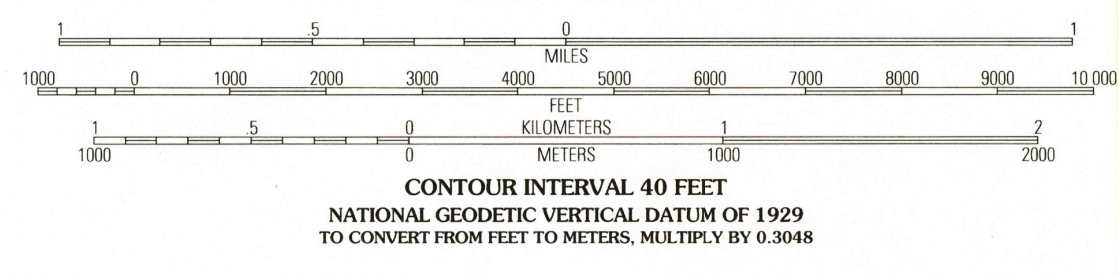 1 .5 0 1
MILES
1000 0 1000 2000 3000 4000 5000 6000 7000 8000 9000 10 000
FEET
1 .5 0 KILOMETERS 1 2
1000 0 METERS 1000 2000
CONTOUR INTERVAL 40 FEET
NATIONAL GEODETIC VERTICAL DATUM OF 1929
TO CONVERT FROM FEET TO METERS, MULTIPLY BY 0.3048